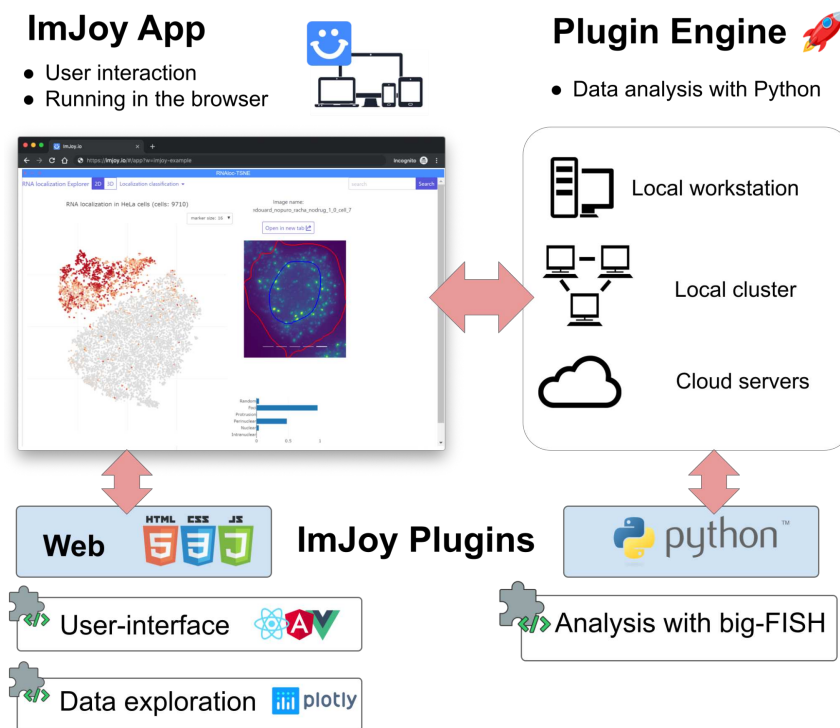 ImJoy App
● User interaction
● Running in the browser
Plugin Engine
● Data analysis with Python
ImJoy.io
https://imjoy.io/#/app?w=imjoy-example
Incognito
RNAloc-TSNE
RNA localization Explorer 2D 3D Localization classification
search Search
RNA localization in HeLa cells (cells: 9710)
marker size: 10
Image name:
Open in new tab
Random
Foci
Protrusion
Perinuclear
Nuclear
Intranuclear
0 0.5 1
Local workstation
Local cluster
Cloud servers
Web
HTML CSS JS
5 3 J
ImJoy Plugins
python™
</> User-interface
A
</> Data exploration plotly
</> Analysis with big-FISH